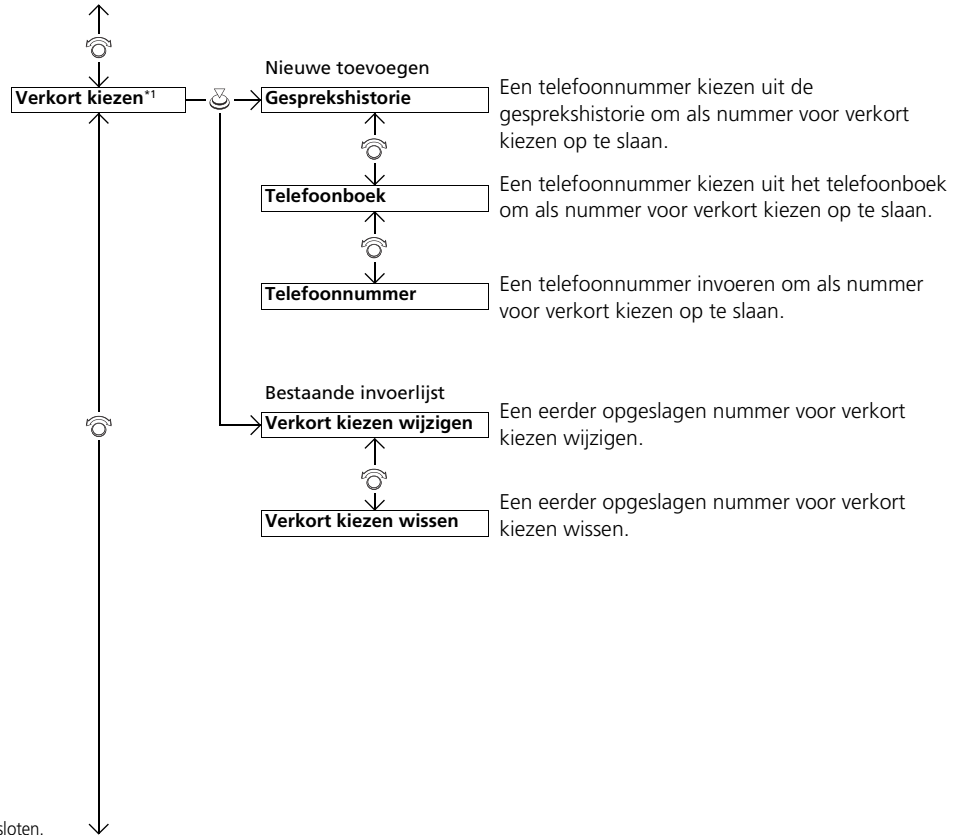 Nieuwe toevoegen
Verkort kiezen*1
Gesprekshistorie
Een telefoonnummer kiezen uit de
gesprekshistorie om als nummer voor verkort
kiezen op te slaan.
Telefoonboek
Een telefoonnummer kiezen uit het telefoonboek
om als nummer voor verkort kiezen op te slaan.
Telefoonnummer
Een telefoonnummer invoeren om als nummer
voor verkort kiezen op te slaan.
Bestaande invoerlijst
Verkort kiezen wijzigen
Een eerder opgeslagen nummer voor verkort
kiezen wijzigen.
Verkort kiezen wissen
Een eerder opgeslagen nummer voor verkort
kiezen wissen.
sloten.